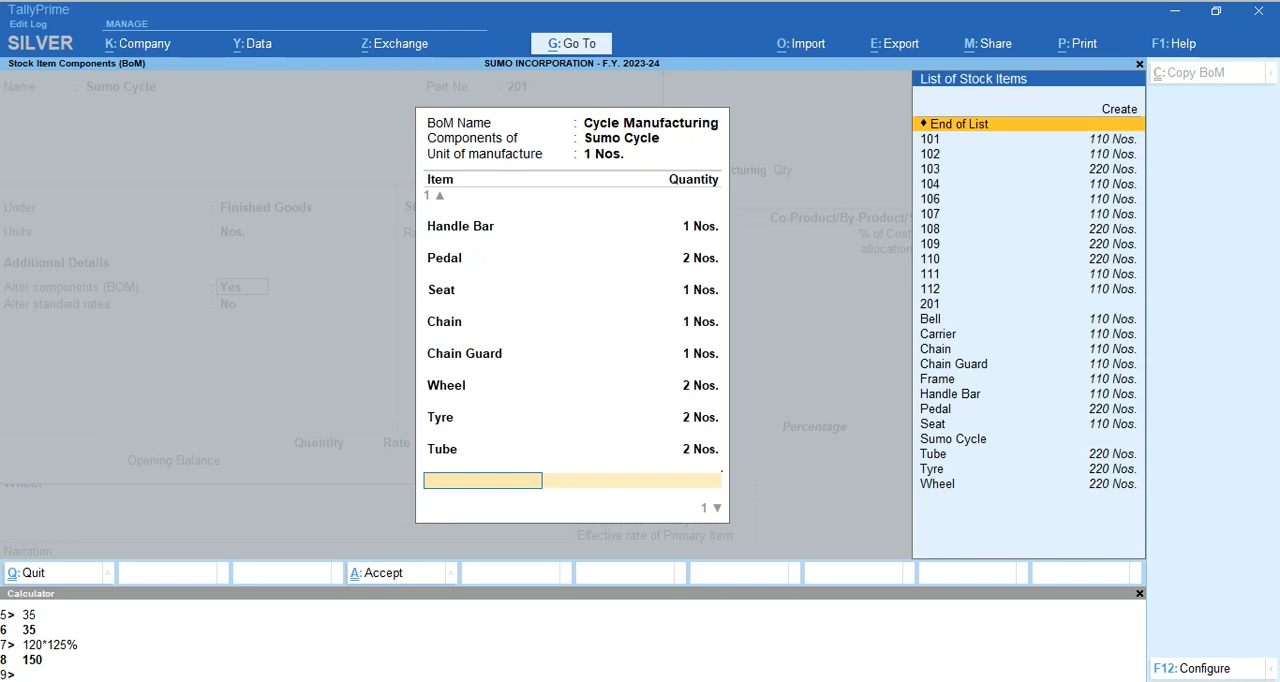 TallyPrime
Edit Log
SILVER
MANAGE
K: Company
Y: Data
Z: Exchange
G: Go To
O: Import
E: Export
M: Share
P: Print
F1: Help
Stock Item Components (BoM)
SUMO INCORPORATION - F.Y. 2023-24
Name : Sumo Cycle
Part No. : 201
Under : Finished Goods
Units : Nos.
Additional Details
Alter components (BOM) : Yes
Alter standard rates : No
Quantity
Rate
Opening Balance
Narration:
cturing Qty
Co-Product/By-Product/
% of Cost
allocation
Percentage
Effective rate of Primary Item
BoM Name : Cycle Manufacturing
Components of : Sumo Cycle
Unit of manufacture : 1 Nos.
Item Quantity
1 ▲
Handle Bar 1 Nos.
Pedal 2 Nos.
Seat 1 Nos.
Chain 1 Nos.
Chain Guard 1 Nos.
Wheel 2 Nos.
Tyre 2 Nos.
Tube 2 Nos.
1 ▼
List of Stock Items
Create
♦ End of List
101 110 Nos.
102 110 Nos.
103 220 Nos.
104 110 Nos.
106 110 Nos.
107 110 Nos.
108 220 Nos.
109 220 Nos.
110 220 Nos.
111 110 Nos.
112 110 Nos.
201
Bell 110 Nos.
Carrier 110 Nos.
Chain 110 Nos.
Chain Guard 110 Nos.
Frame 110 Nos.
Handle Bar 110 Nos.
Pedal 220 Nos.
Seat 110 Nos.
Sumo Cycle
Tube 220 Nos.
Tyre 220 Nos.
Wheel 220 Nos.
C: Copy BoM
F12: Configure
Q: Quit
A: Accept
Calculator
5> 35
6 35
7> 120*125%
8 150
9>